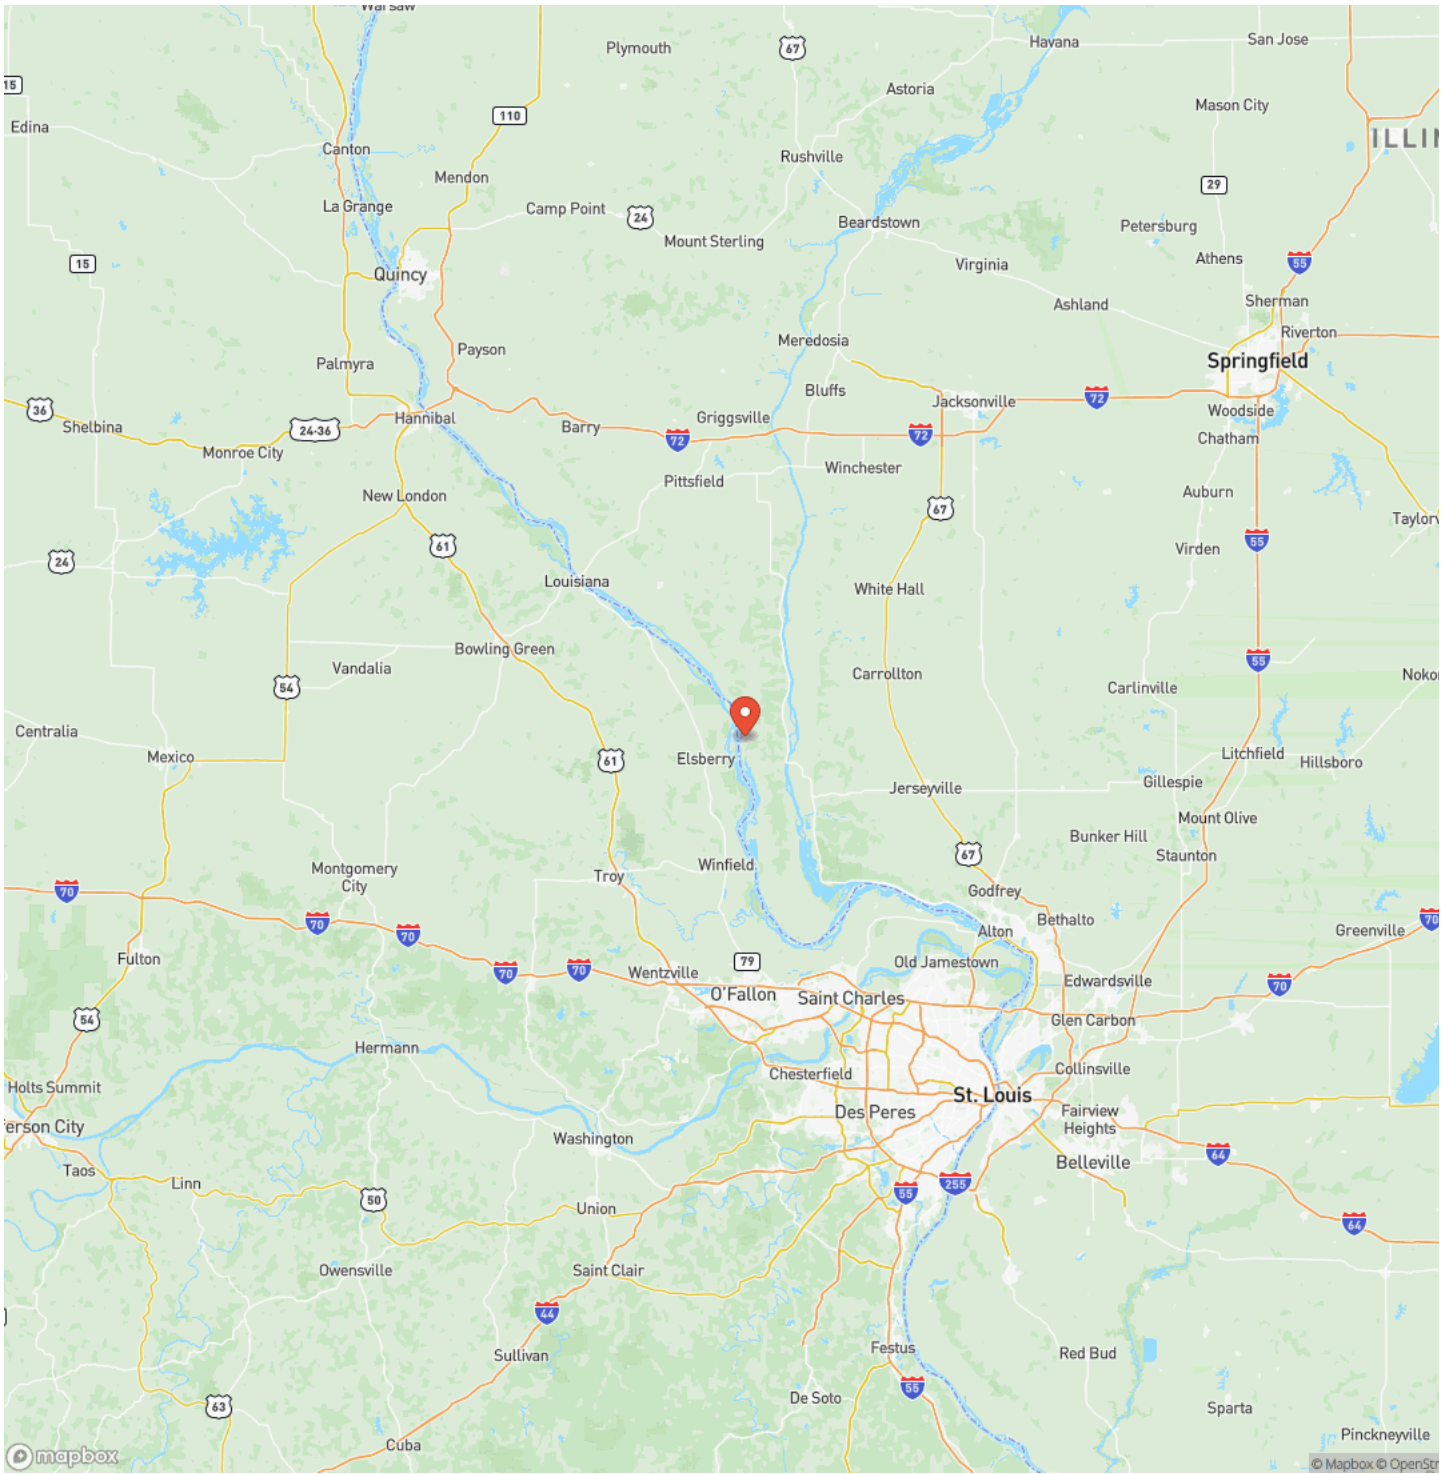 Warsaw
Plymouth
67
Havana
San Jose
15
Astoria
Mason City
110
Edina
ILLIN
Canton
Rushville
Mendon
29
La Grange
Camp Point
24
Beardstown
Petersburg
Mount Sterling
15
Virginia
Athens
55
Quincy
Ashland
Sherman
Riverton
Meredosia
Payson
Palmyra
Springfield
Bluffs
72
36
Jacksonville
Woodside
Hannibal
Griggsville
Shelbina
24-36
Barry
72
72
Chatham
Monroe City
Winchester
Pittsfield
New London
Auburn
67
Taylorv
61
55
Virden
24
Louisiana
White Hall
Bowling Green
55
Vandalia
Carrollton
Nokon
54
Carlinville
Centralia
Mexico
61
Elsberry
Litchfield
Hillsboro
Gillespie
Jerseyville
Mount Olive
Bunker Hill
67
Staunton
Montgomery
City
Winfield
Troy
70
Godfrey
70
Bethalto
70
70
Alton
Greenville
Fulton
79
Old Jamestown
70
70
Wentzville
Edwardsville
70
O'Fallon
Saint Charles
54
Glen Carbon
Hermann
Collinsville
Chesterfield
Holts Summit
St. Louis
Des Peres
Fairview
Heights
ferson City
Washington
64
Belleville
Taos
Linn
255
55
50
Union
64
Owensville
Saint Clair
44
Festus
Sullivan
Red Bud
55
De Soto
63
Sparta
Pinckneyville
Cuba
mapbox
© Mapbox © OpenStr